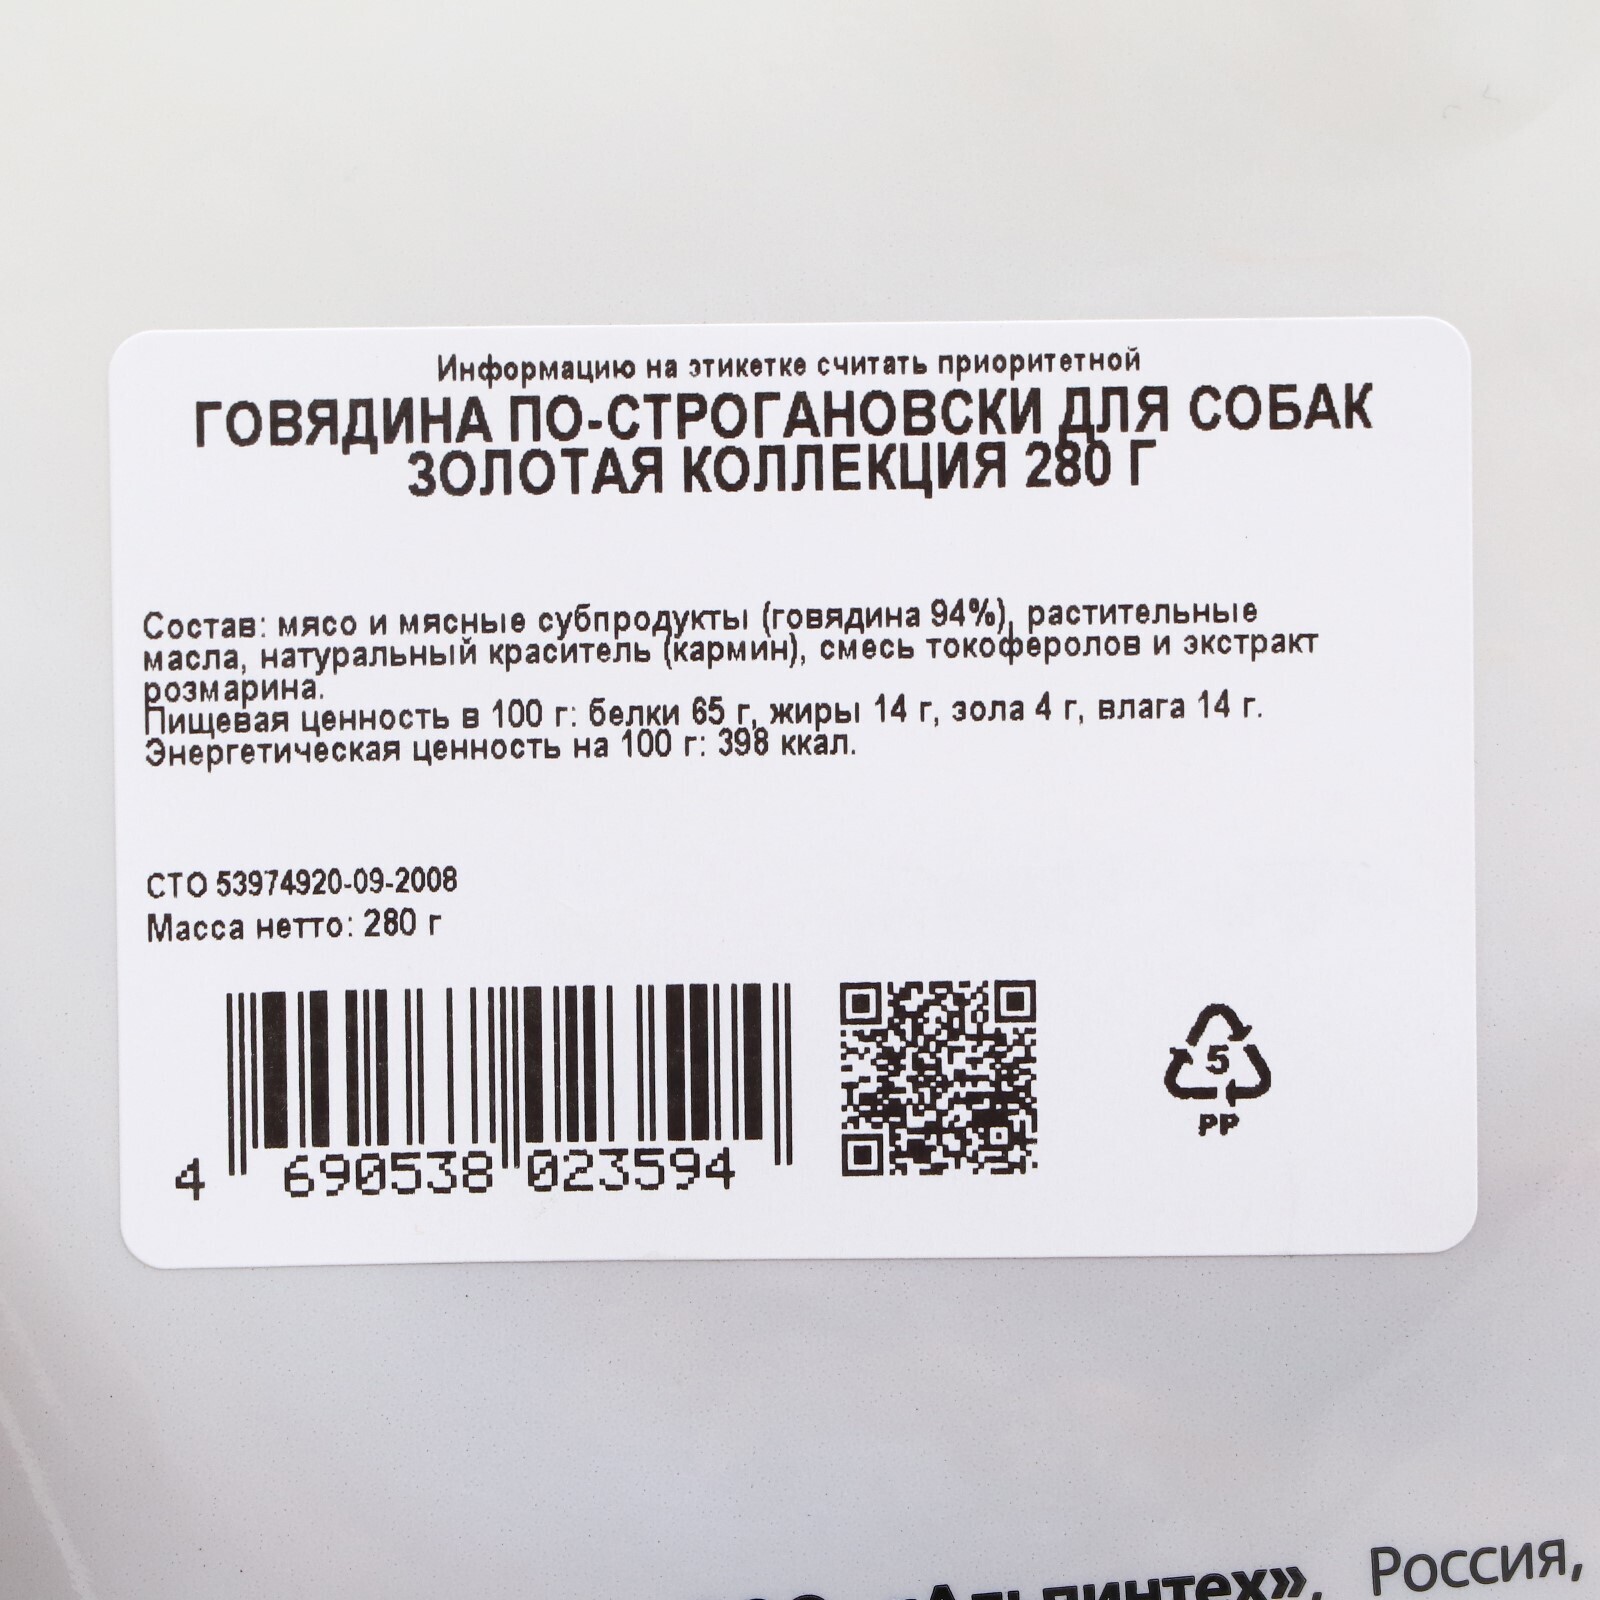 Информацию на этикетке считать приоритетной
ГОВЯДИНА ПО-СТРОГАНОВСКИ ДЛЯ СОБАК
ЗОЛОТАЯ КОЛЛЕКЦИЯ 280 Г
Состав: мясо и мясные субпродукты (говядина 94%), растительные
масла, натуральный краситель (кармин), смесь токоферолов и экстракт
розмарина.
Пищевая ценность в 100 г: белки 65 г, жиры 14 г, зола 4 г, влага 14 г.
Энергетическая ценность на 100 г: 398 ккал.
СТО 53974920-09-2008
Масса нетто: 280 г
5
PP
4 690538 023594
«Альпинтех», Россия,